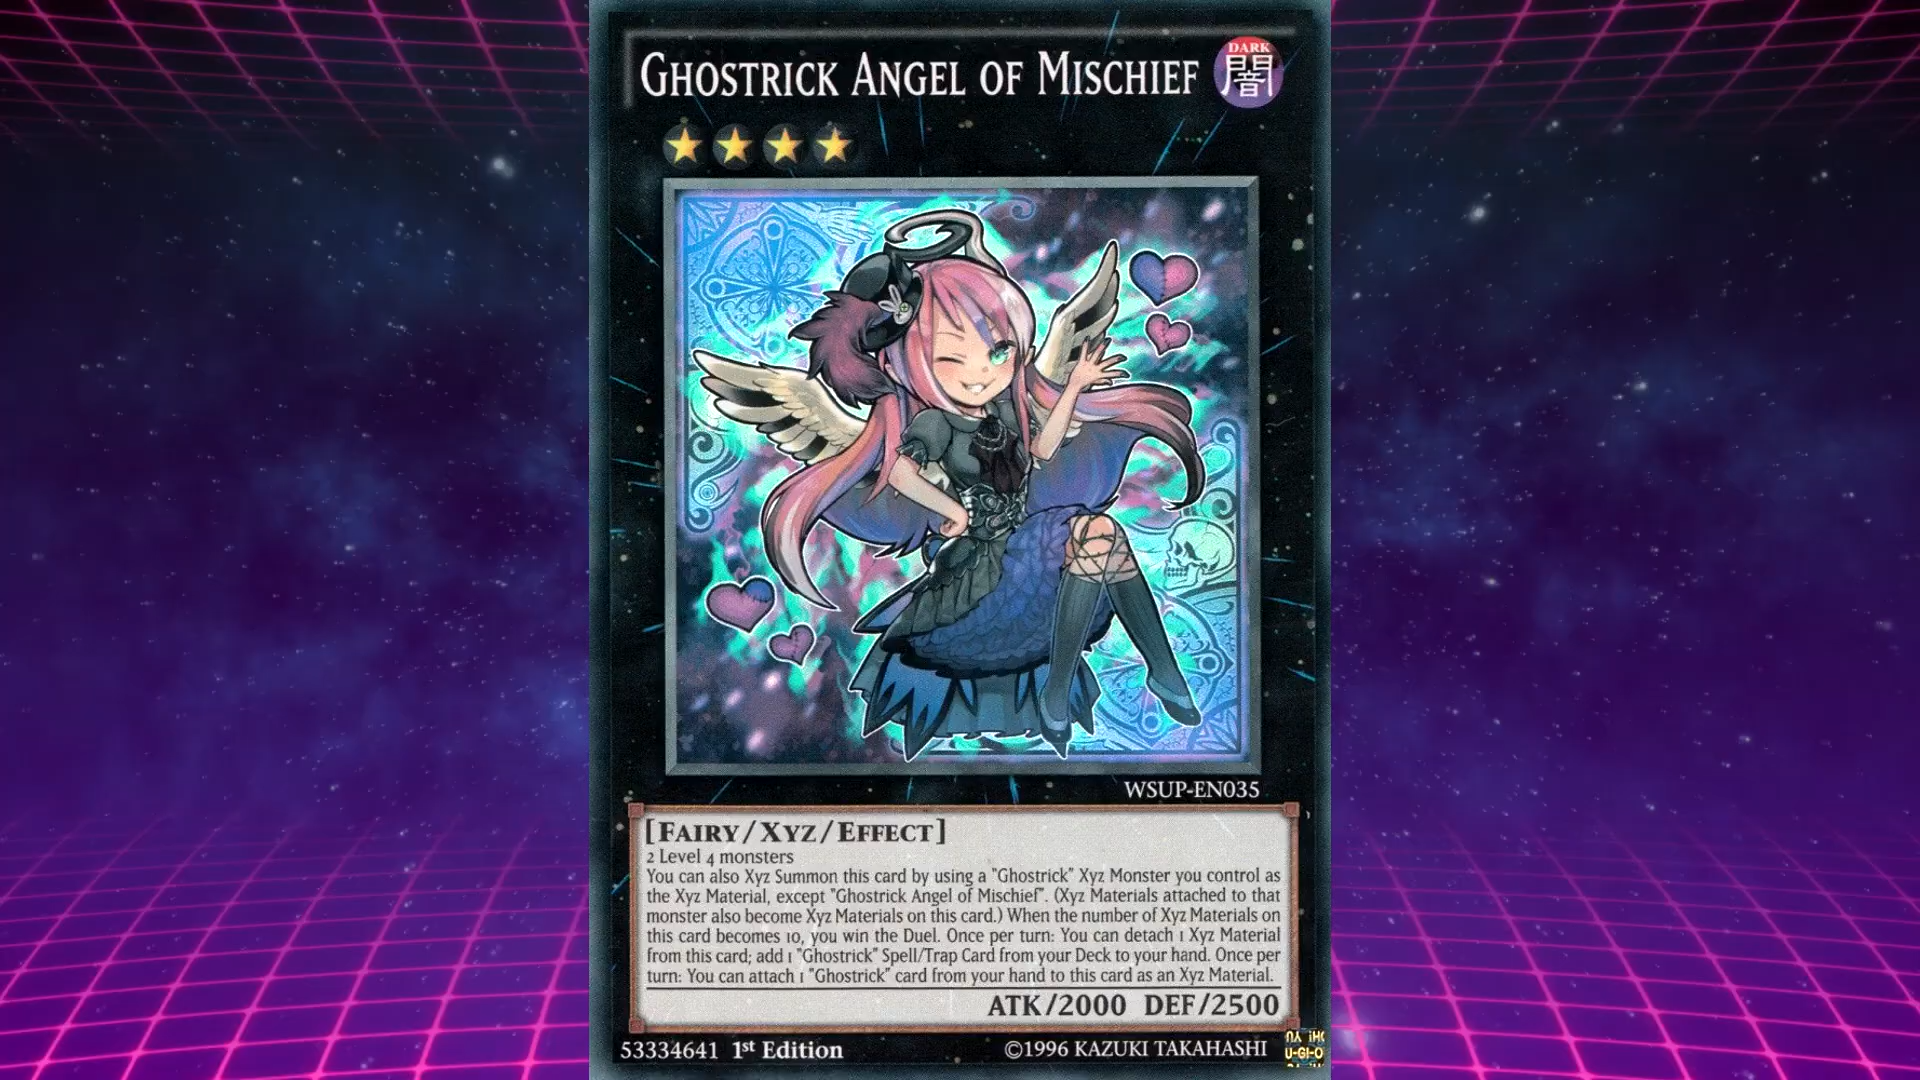 GHOSTRICK ANGEL OF MISCHIEF
DARK
闇
WSUP-EN035
[FAIRY/XYZ/EFFECT]
2 Level 4 monsters
You can also Xyz Summon this card by using a "Ghostrick" Xyz Monster you control as
the Xyz Material, except "Ghostrick Angel of Mischief". (Xyz Materials attached to that
monster also become Xyz Materials on this card.) When the number of Xyz Materials on
this card becomes 10, you win the Duel. Once per turn: You can detach 1 Xyz Material
from this card; add 1 "Ghostrick" Spell/Trap Card from your Deck to your hand. Once per
turn: You can attach 1 "Ghostrick" card from your hand to this card as an Xyz Material.
ATK/2000 DEF/2500
53334641 1st Edition
©1996 KAZUKI TAKAHASHI